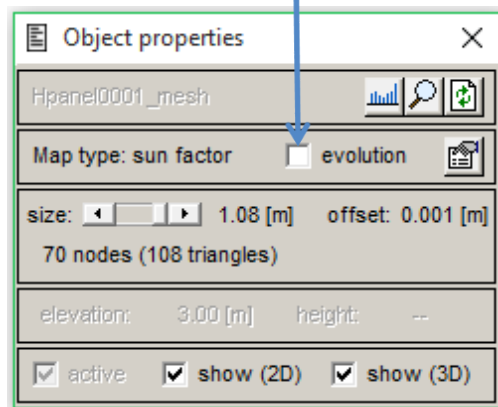 Object properties
Hpanel0001_mesh
Map type: sun factor evolution
size: 1.08 [m] offset: 0.001 [m]
70 nodes (108 triangles)
elevation: 3.00 [m] height: --
active show (2D) show (3D)